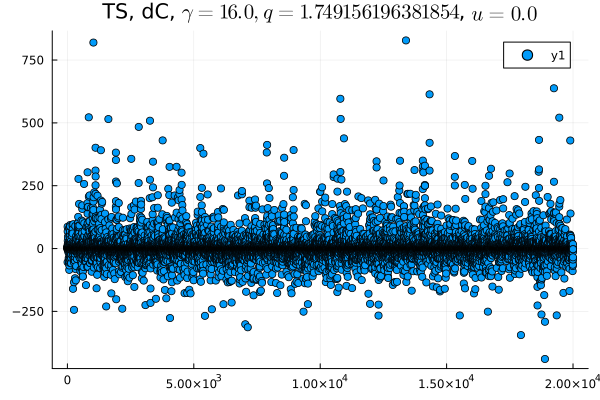 TS, dC, γ = 16.0, q = 1.749156196381854, u = 0.0
y1
750
500
250
0
−250
0 5.00×10³ 1.00×10⁴ 1.50×10⁴ 2.00×10⁴